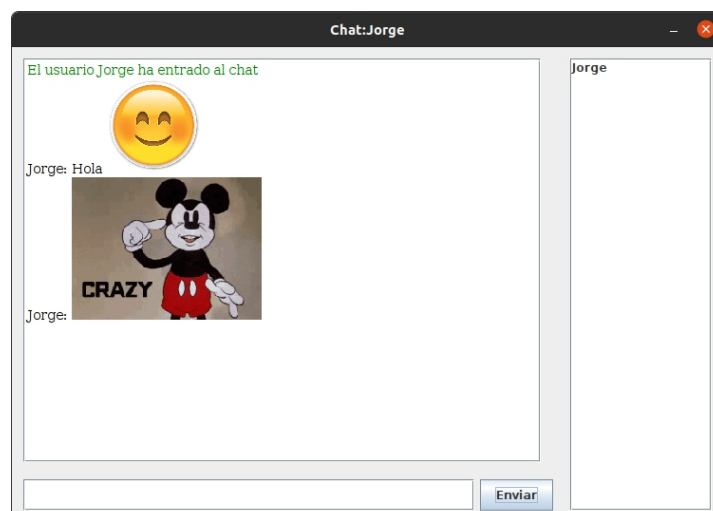 Chat:Jorge
El usuario Jorge ha entrado al chat
Jorge: Hola
CRAZY
Jorge:
Jorge
Enviar